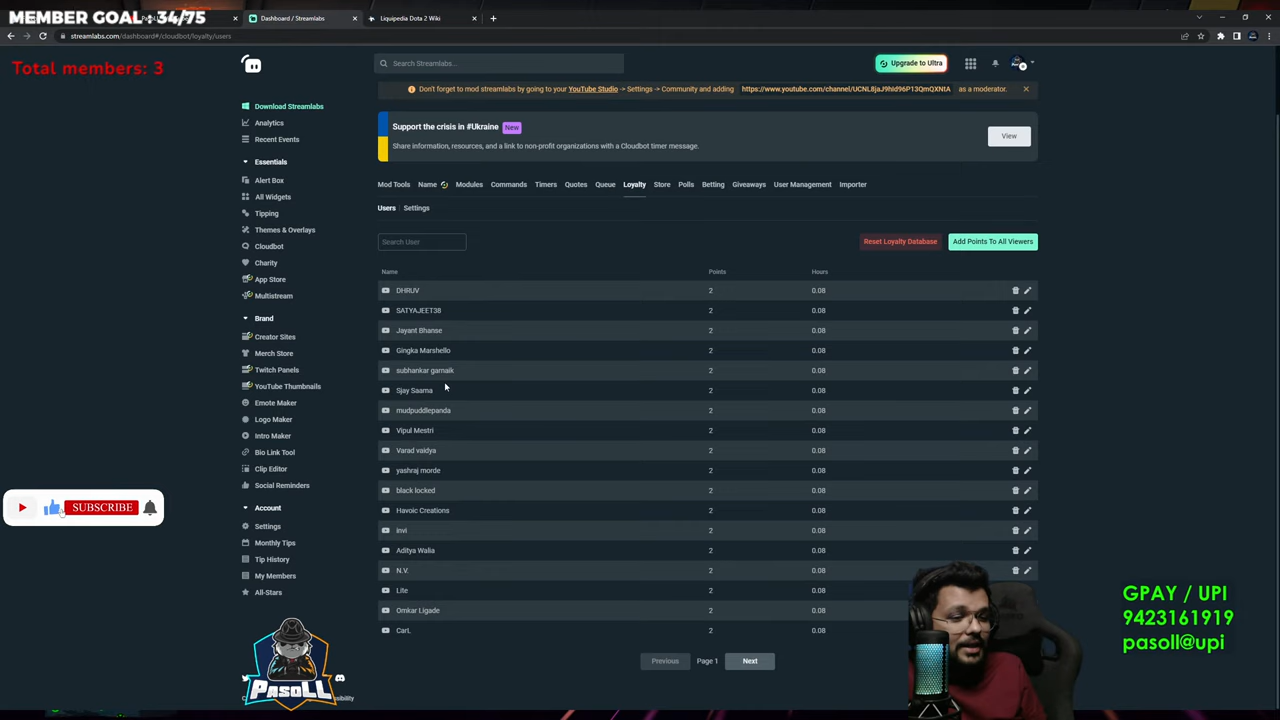 MEMBER GOAL : 34/75
Dashboard / Streamlabs
Liquipedia Dota 2 Wiki
streamlabs.com/dashboard#/cloudbot/loyalty/users
Total members: 3
Search Streamlabs...
Upgrade to Ultra
Don't forget to mod streamlabs by going to your YouTube Studio -> Settings -> Community and adding https://www.youtube.com/channel/UCNL8jaJ9hId96P13QmQXNtA as a moderator.
Download Streamlabs
Analytics
Recent Events
Essentials
Alert Box
All Widgets
Tipping
Themes & Overlays
Cloudbot
Charity
App Store
Multistream
Brand
Creator Sites
Merch Store
Twitch Panels
YouTube Thumbnails
Emote Maker
Logo Maker
Intro Maker
Bio Link Tool
Clip Editor
Social Reminders
Account
Settings
Monthly Tips
Tip History
My Members
All-Stars
Support the crisis in #Ukraine New
Share information, resources, and a link to non-profit organizations with a Cloudbot timer message.
View
Mod Tools Name Modules Commands Timers Quotes Queue Loyalty Store Polls Betting Giveaways User Management Importer
Users Settings
Search User
Reset Loyalty Database Add Points To All Viewers
Name Points Hours
DHRUV 2 0.08
SATYAJEET38 2 0.08
Jayant Bhanse 2 0.08
Gingka Marshello 2 0.08
subhankar garnaik 2 0.08
Sjay Saama 2 0.08
mudpuddlepanda 2 0.08
Vipul Mestri 2 0.08
Varad vaidya 2 0.08
yashraj morde 2 0.08
black locked 2 0.08
Havoic Creations 2 0.08
invi 2 0.08
Aditya Walia 2 0.08
N.V. 2 0.08
Lite 2 0.08
Omkar Ligade 2 0.08
CarL 2 0.08
Previous Page 1 Next
SUBSCRIBE
PASOLL
GPAY / UPI
9423161919
pasoll@upi